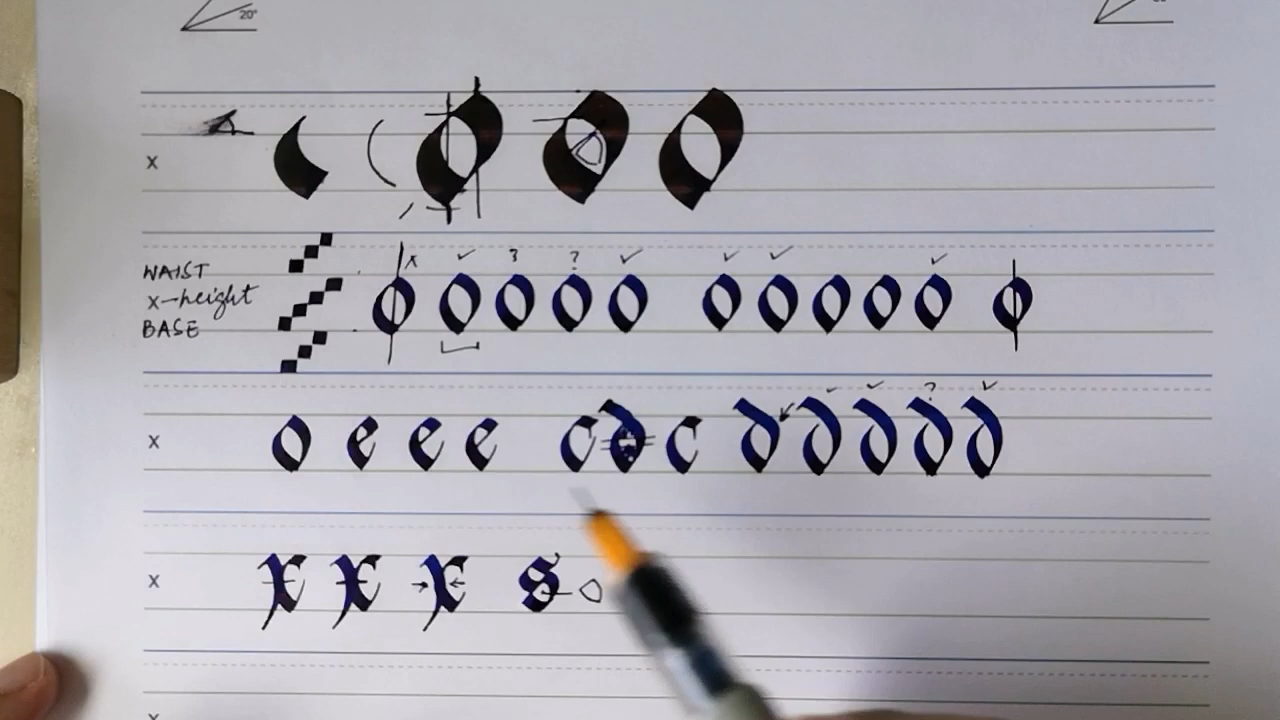 20°
x
o o o
WAIST
x-height
BASE
x ✓ ? ? ✓ ✓ ✓ ✓
o o o o o o o o o o o
✓ ✓ ? ✓
x o e e e c d c d d d d d
x x x x s o
x